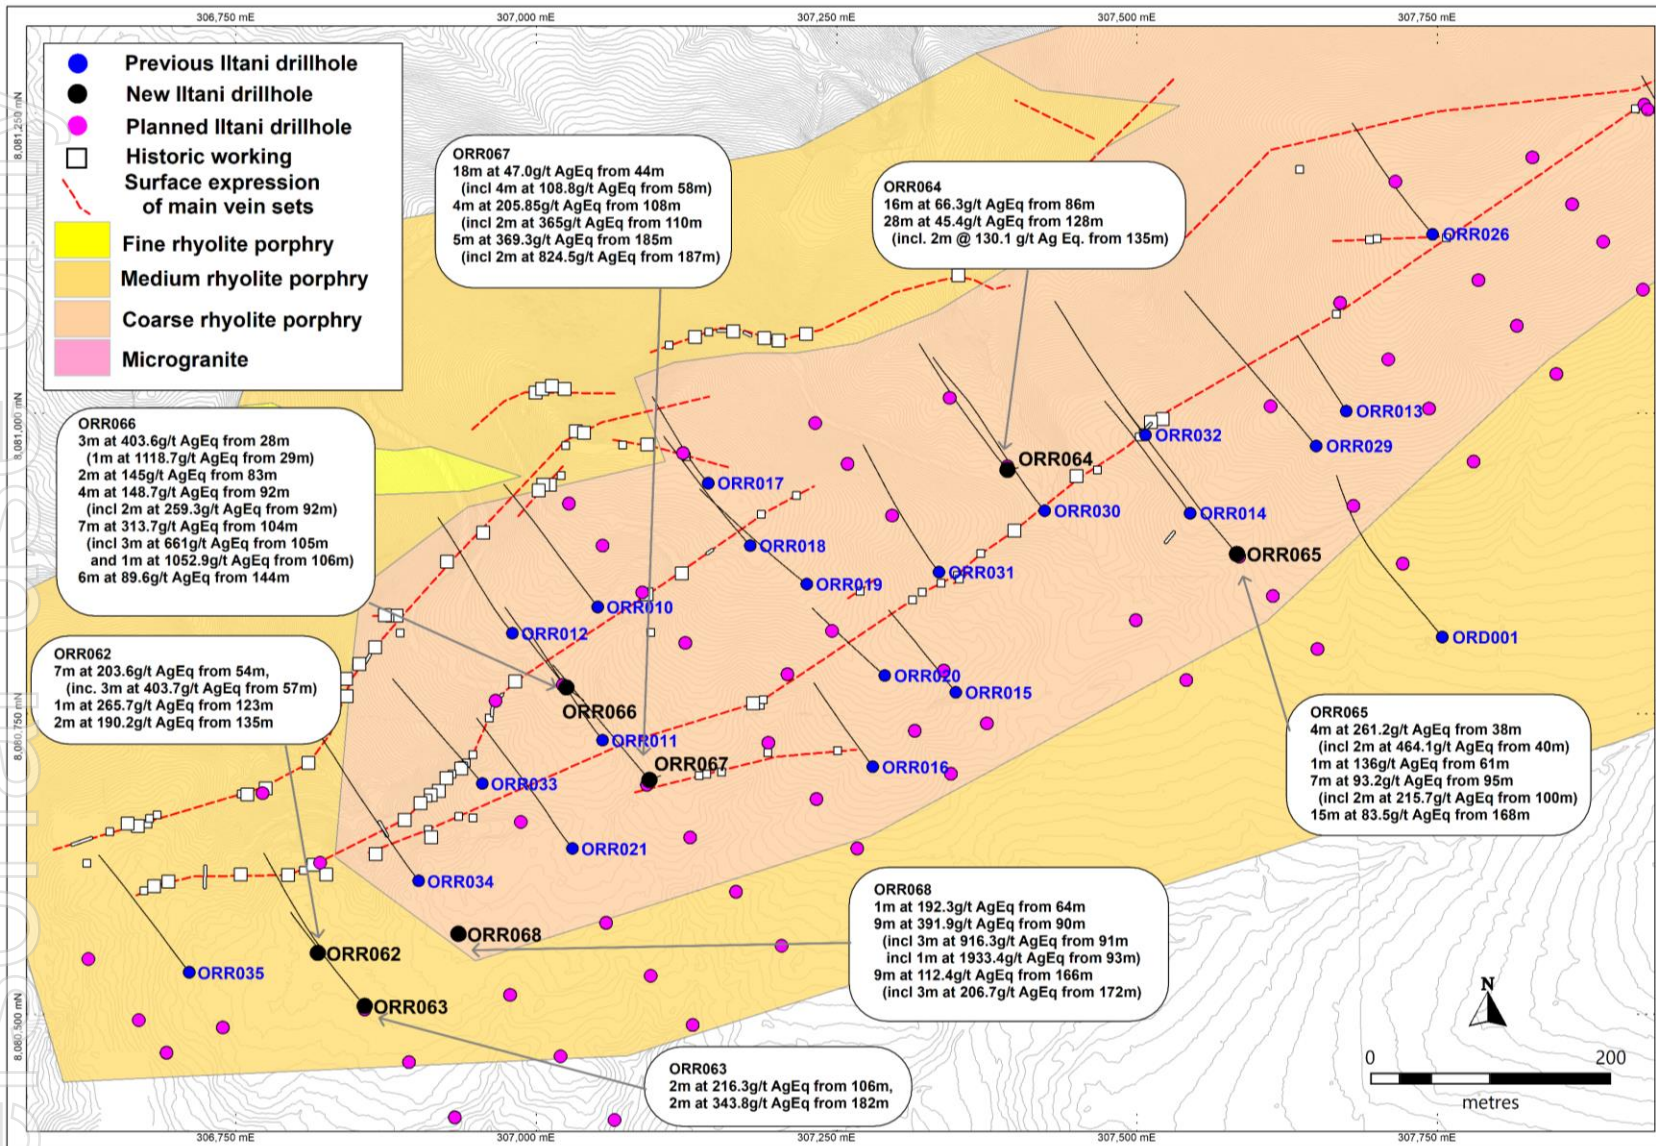 306,750 mE
307,000 mE
307,250 mE
307,500 mE
307,750 mE
8,081,250 mN
8,081,000 mN
8,080,750 mN
8,080,500 mN
Previous Iltani drillhole
New Iltani drillhole
Planned Iltani drillhole
Historic working
Surface expression
of main vein sets
Fine rhyolite porphry
Medium rhyolite porphry
Coarse rhyolite porphry
Microgranite
ORR067
18m at 47.0g/t AgEq from 44m
(incl 4m at 108.8g/t AgEq from 58m)
4m at 205.85g/t AgEq from 108m
(incl 2m at 365g/t AgEq from 110m
5m at 369.3g/t AgEq from 185m
(incl 2m at 824.5g/t AgEq from 187m)
ORR064
16m at 66.3g/t AgEq from 86m
28m at 45.4g/t AgEq from 128m
(incl. 2m @ 130.1 g/t Ag Eq. from 135m)
ORR066
3m at 403.6g/t AgEq from 28m
(1m at 1118.7g/t AgEq from 29m)
2m at 145g/t AgEq from 83m
4m at 148.7g/t AgEq from 92m
(incl 2m at 259.3g/t AgEq from 92m)
7m at 313.7g/t AgEq from 104m
(incl 3m at 661g/t AgEq from 105m
and 1m at 1052.9g/t AgEq from 106m)
6m at 89.6g/t AgEq from 144m
ORR062
7m at 203.6g/t AgEq from 54m,
(inc. 3m at 403.7g/t AgEq from 57m)
1m at 265.7g/t AgEq from 123m
2m at 190.2g/t AgEq from 135m
ORR065
4m at 261.2g/t AgEq from 38m
(incl 2m at 464.1g/t AgEq from 40m)
1m at 136g/t AgEq from 61m
7m at 93.2g/t AgEq from 95m
(incl 2m at 215.7g/t AgEq from 100m)
15m at 83.5g/t AgEq from 168m
ORR068
1m at 192.3g/t AgEq from 64m
9m at 391.9g/t AgEq from 90m
(incl 3m at 916.3g/t AgEq from 91m
incl 1m at 1933.4g/t AgEq from 93m)
9m at 112.4g/t AgEq from 166m
(incl 3m at 206.7g/t AgEq from 172m)
ORR063
2m at 216.3g/t AgEq from 106m,
2m at 343.8g/t AgEq from 182m
ORR026
ORR013
ORR032
ORR029
ORR064
ORR017
ORR030
ORR014
ORR018
ORR065
ORR031
ORR019
ORR010
ORR012
ORD001
ORR020
ORR015
ORR066
ORR011
ORR067
ORR016
ORR033
ORR021
ORR034
ORR068
ORR062
ORR035
ORR063
N
0
200
metres
306,750 mE
307,000 mE
307,250 mE
307,500 mE
307,750 mE